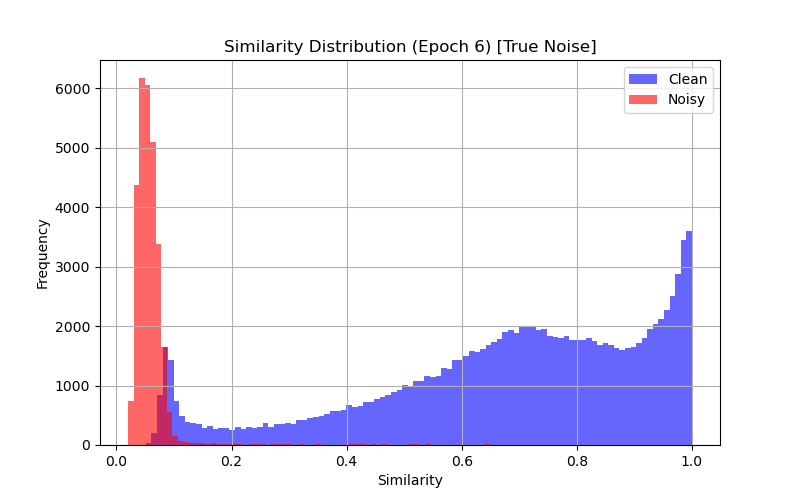 Similarity Distribution (Epoch 6) [True Noise]
Clean
Noisy
Frequency
6000
5000
4000
3000
2000
1000
0
0.0 0.2 0.4 0.6 0.8 1.0
Similarity